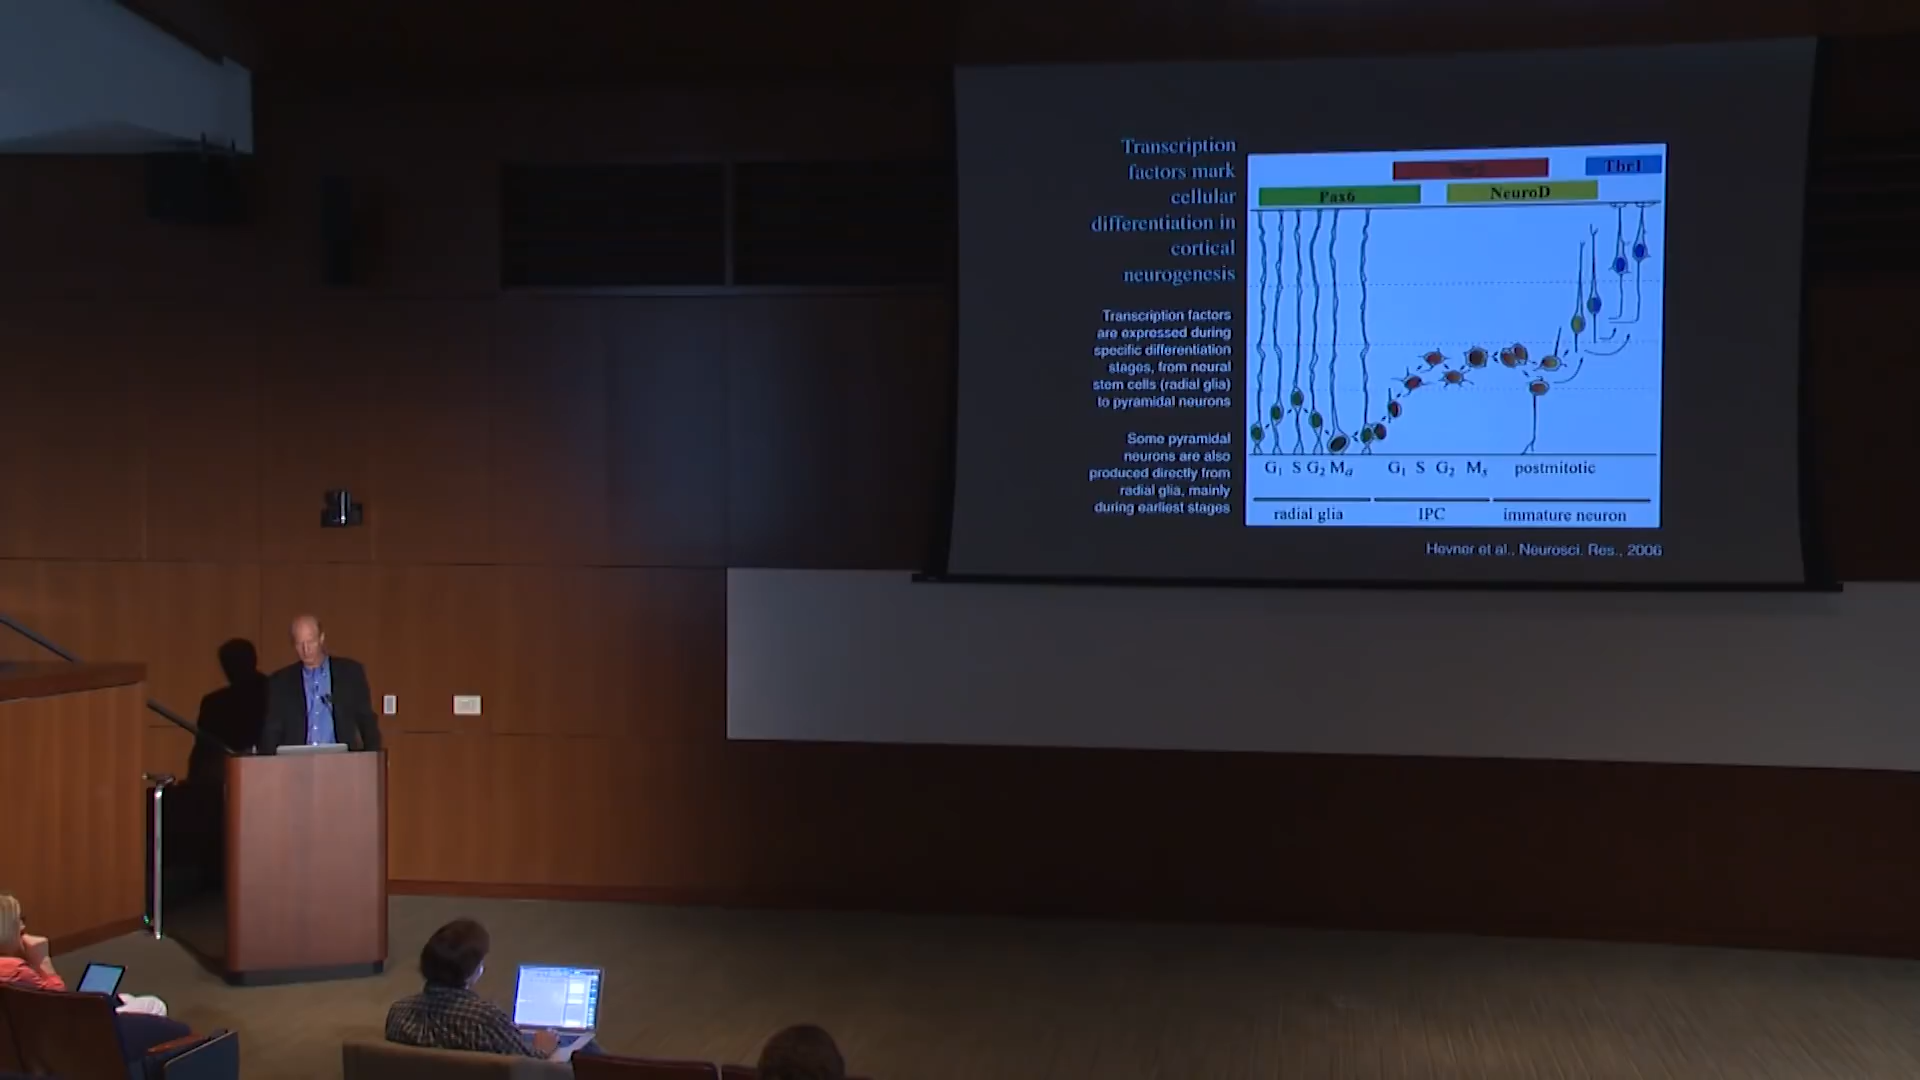 Transcription
factors mark
cellular
differentiation in
cortical
neurogenesis
Transcription factors
are expressed during
specific differentiation
stages, from neural
stem cells (radial glia)
to pyramidal neurons
Some pyramidal
neurons are also
produced directly from
radial glia, mainly
during earliest stages
Tbr1
Pax6 NeuroD
G1 S G2 Ma G1 S G2 Ms postmitotic
radial glia IPC immature neuron
Hevner et al., Neurosci. Res., 2006